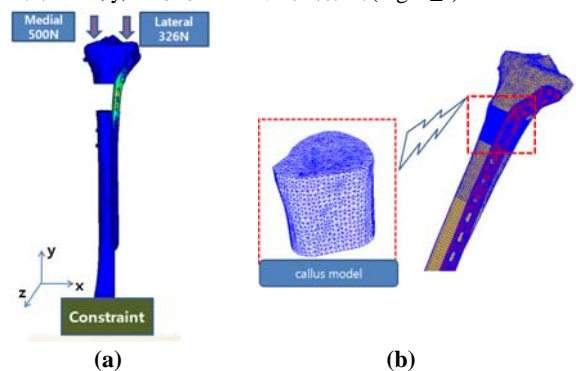 Medial
500N
Lateral
326N
y
x
z
Constraint
callus model
(a)
(b)